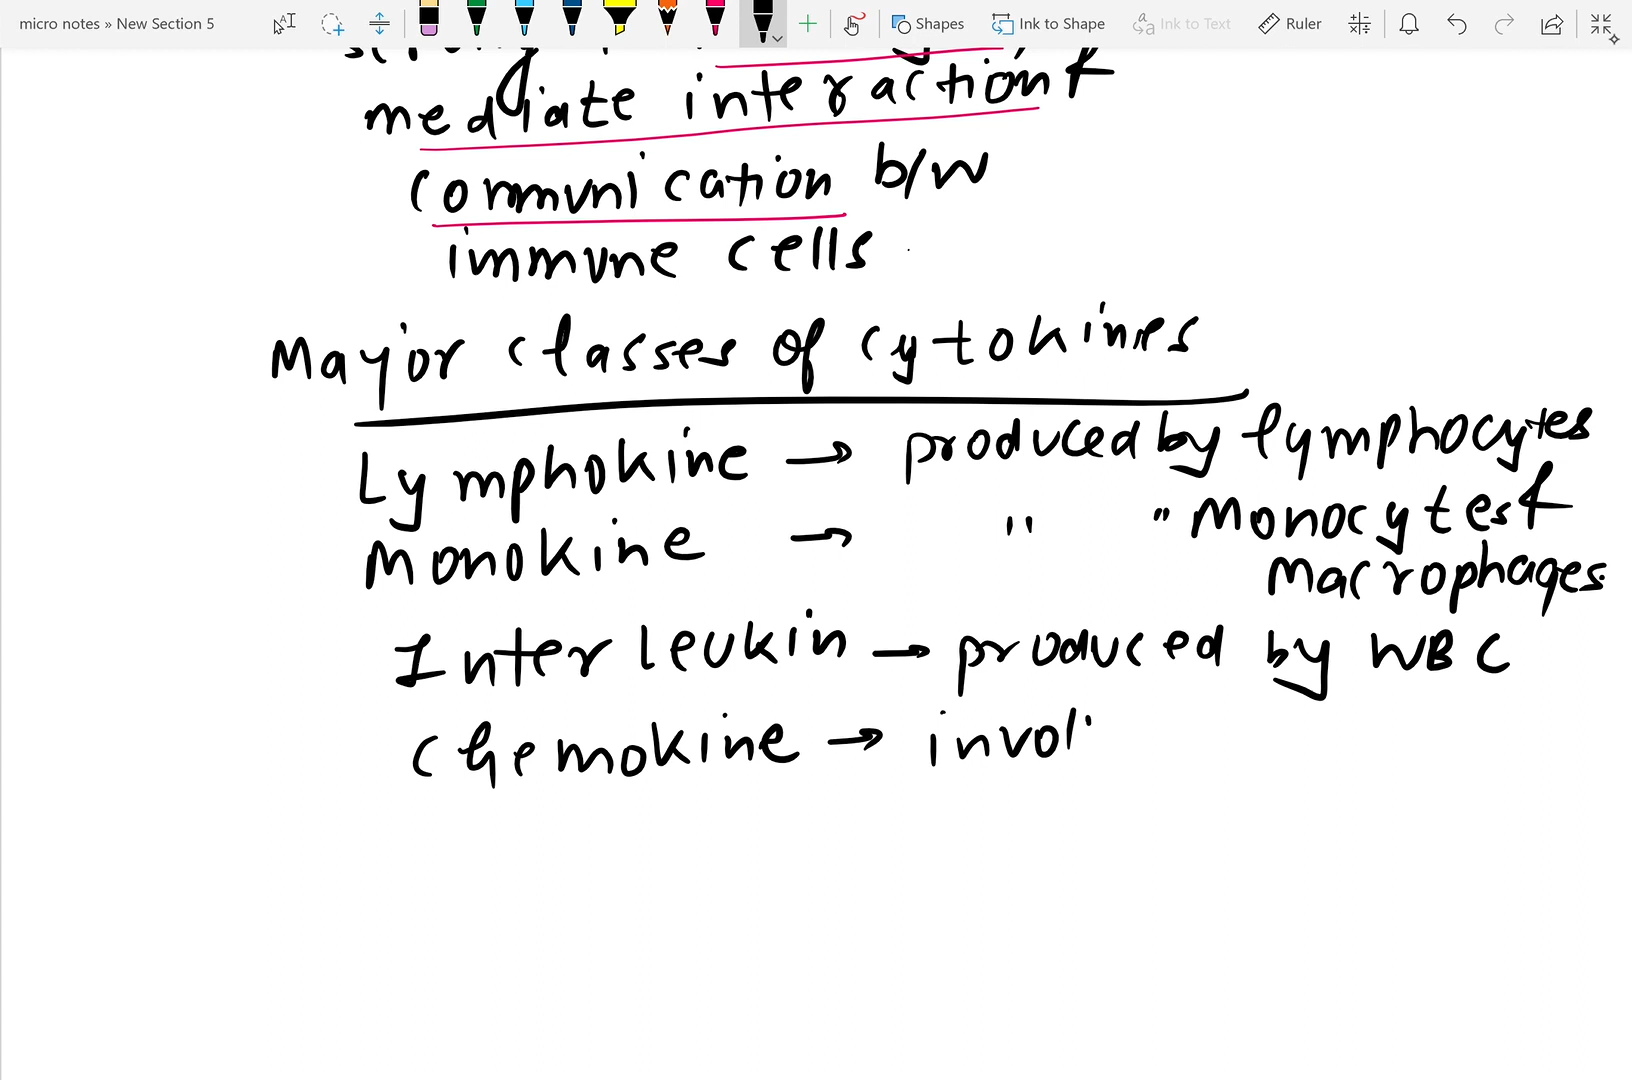 micro notes » New Section 5
Shapes
Ink to Shape
Ink to Text
Ruler
mediate interaction &
communication b/w
immune cells
Major classes of cytokines
Lymphokine → produced by lymphocytes
Monokine → " " Monocytes &
Macrophages.
Interleukin → produced by WBC
Chemokine → invol